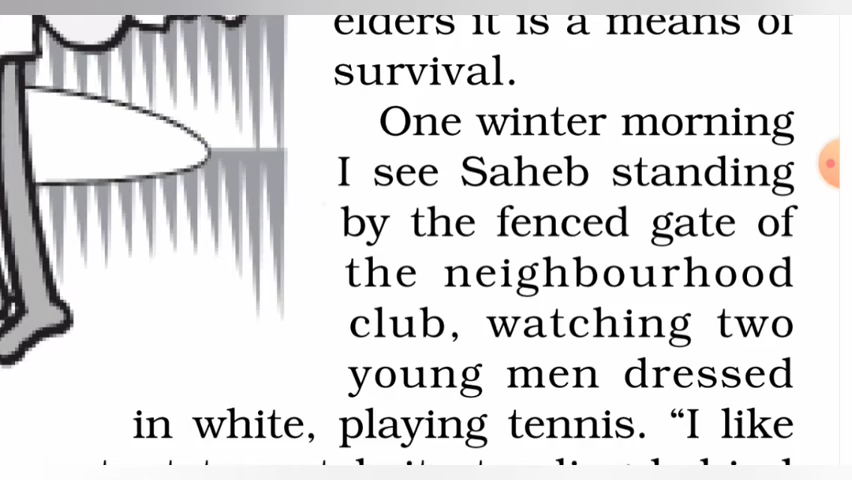 elders it is a means of
survival.
One winter morning
I see Saheb standing
by the fenced gate of
the neighbourhood
club, watching two
young men dressed
in white, playing tennis. “I like